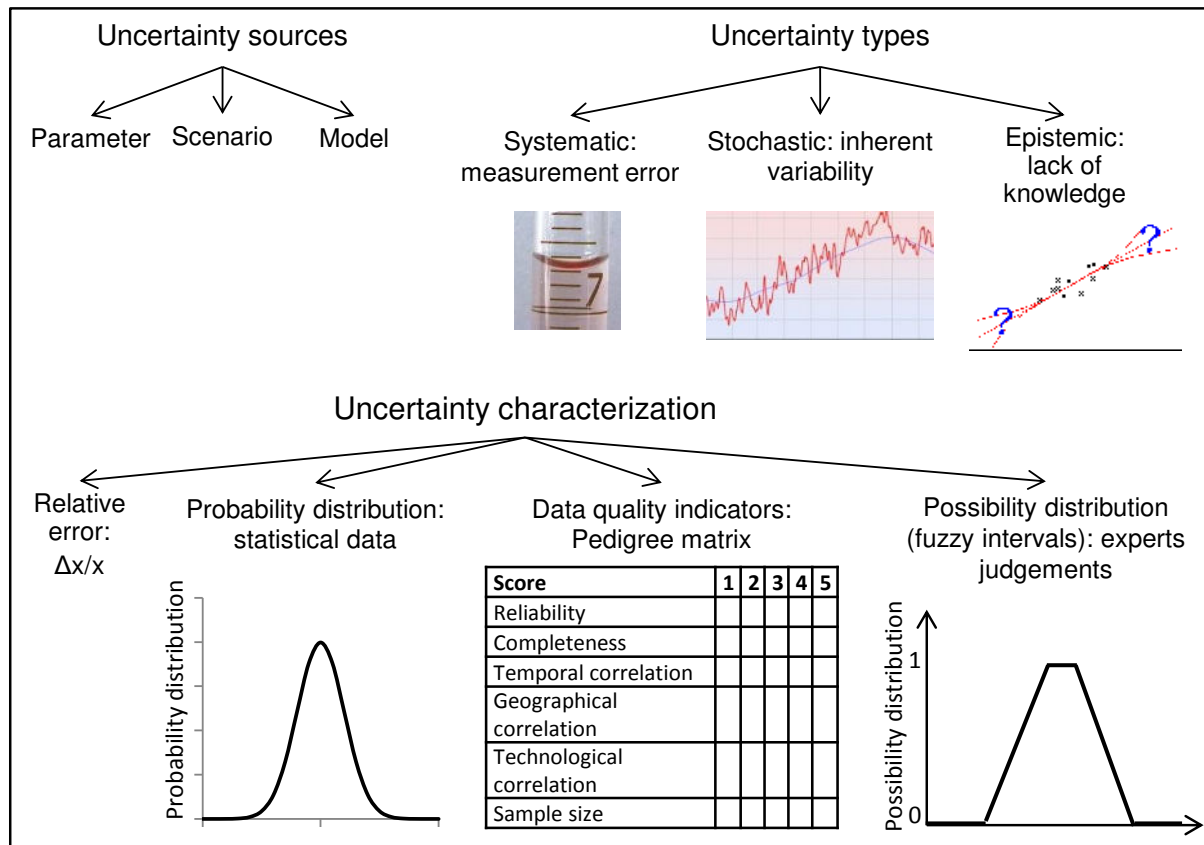 Uncertainty sources
Parameter
Scenario
Model
Uncertainty types
Systematic:
measurement error
7
Stochastic: inherent
variability
Epistemic:
lack of
knowledge
?
?
Uncertainty characterization
Relative
error:
Δx/x
Probability distribution:
statistical data
Probability distribution
Data quality indicators:
Pedigree matrix
Score 1 2 3 4 5
Reliability
Completeness
Temporal correlation
Geographical
correlation
Technological
correlation
Sample size
Possibility distribution
(fuzzy intervals): experts
judgements
Possibility distribution
1
0